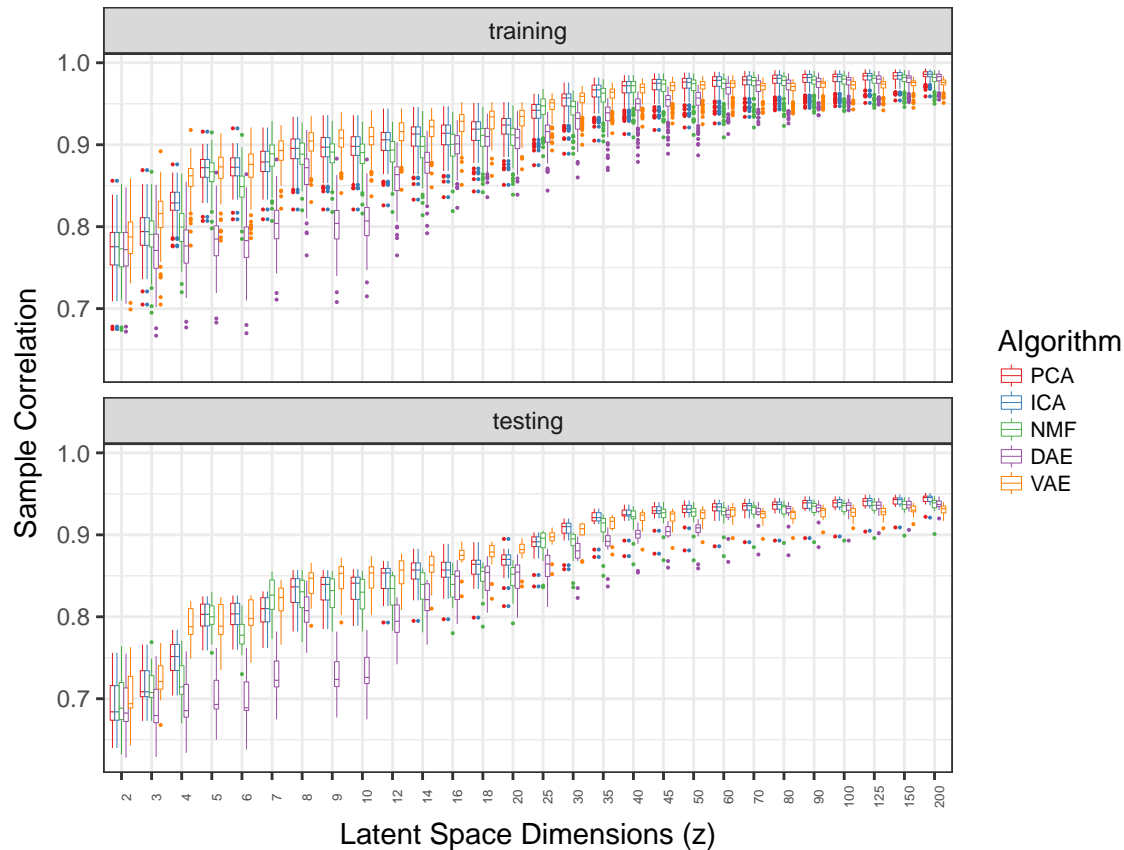 training
1.0
0.9
0.8
0.7
Sample Correlation
testing
1.0
0.9
0.8
0.7
2 3 4 5 6 7 8 9 10 12 14 16 18 20 25 30 35 40 45 50 60 70 80 90 100 125 150 200
Latent Space Dimensions (z)
Algorithm
PCA
ICA
NMF
DAE
VAE